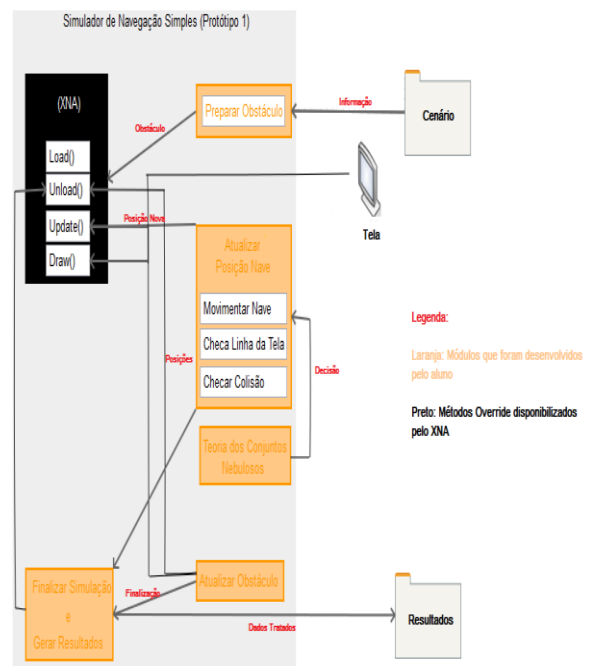 Simulador de Navegação Simples (Protótipo 1)
(XNA)
Load()
Unload()
Update()
Draw()
Preparar Obstáculo
Informação
Cenário
Obstáculo
Tela
Posição Nova
Atualizar
Posição Nave
Movimentar Nave
Checa Linha da Tela
Checar Colisão
Posições
Decisão
Legenda:
Laranja: Módulos que foram desenvolvidos
pelo aluno
Preto: Métodos Override disponibilizados
pelo XNA
Teoria dos Conjuntos
Nebulosos
Atualizar Obstáculo
Finalizar Simulação
e
Gerar Resultados
Finalização
Dados Tratados
Resultados